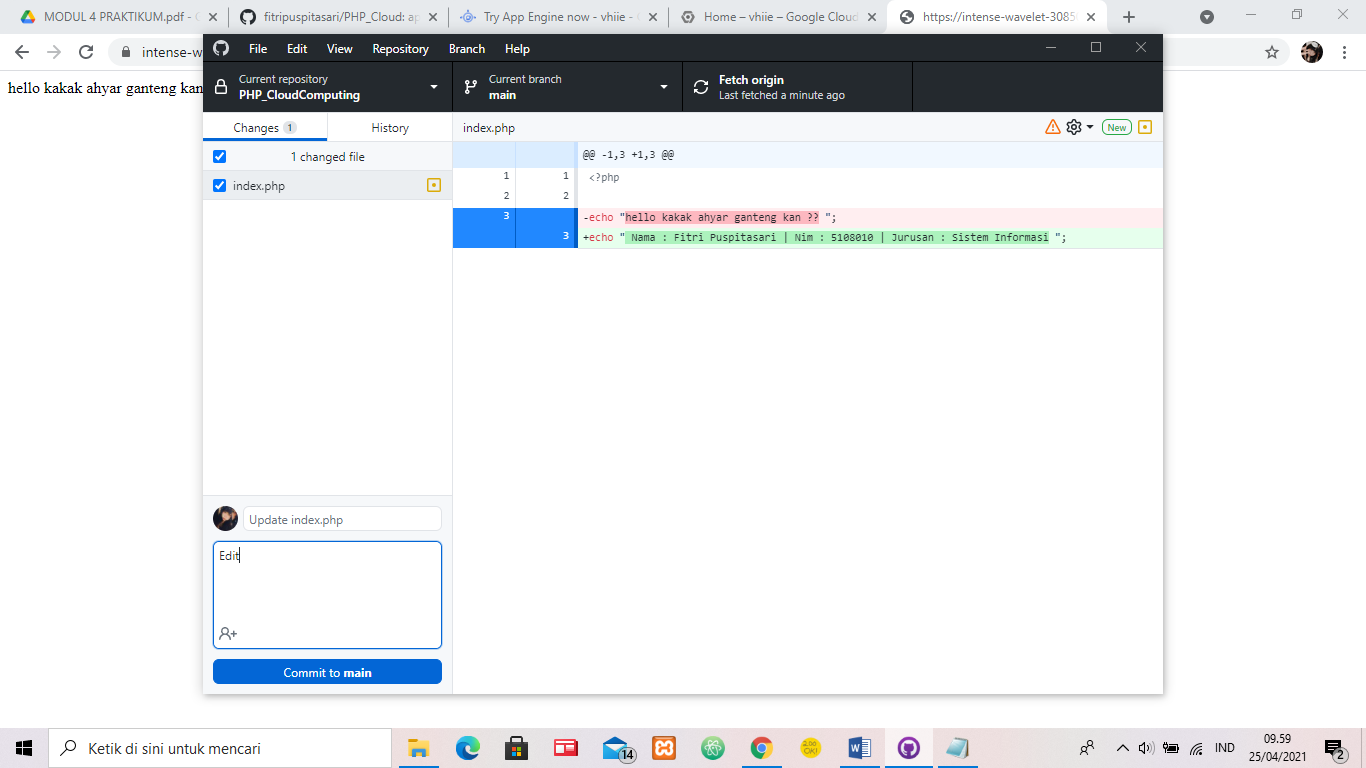 MODUL 4 PRAKTIKUM.pdf - G
fitripuspitasari/PHP_Cloud: ap
Try App Engine now - vhiie - G
Home – vhiie – Google Cloud
https://intense-wavelet-3085
intense-w
hello kakak ahyar ganteng kan
File Edit View Repository Branch Help
Current repository
PHP_CloudComputing
Current branch
main
Fetch origin
Last fetched a minute ago
Changes 1 History
index.php
New
1 changed file
index.php
@@ -1,3 +1,3 @@
1 1 <?php
2 2
3 -echo "hello kakak ahyar ganteng kan ?? ";
3 +echo " Nama : Fitri Puspitasari | Nim : 5108010 | Jurusan : Sistem Informasi ";
Update index.php
Edit
Commit to main
Ketik di sini untuk mencari
14
2.00 OK!
IND
09.59
25/04/2021
2